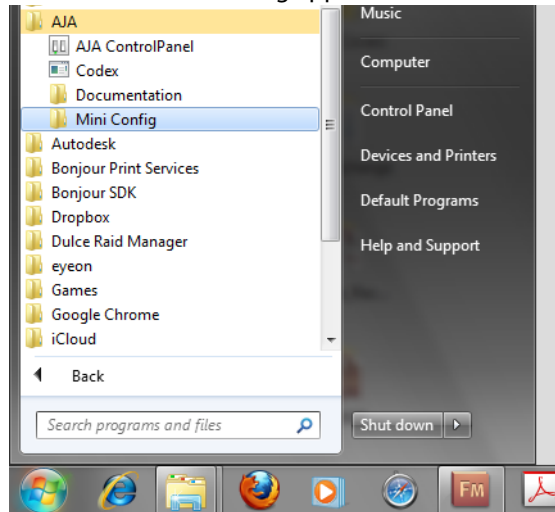 AJA
AJA ControlPanel
Codex
Documentation
Mini Config
Autodesk
Bonjour Print Services
Bonjour SDK
Dropbox
Dulce Raid Manager
eyeon
Games
Google Chrome
iCloud
Back
Search programs and files
Music
Computer
Control Panel
Devices and Printers
Default Programs
Help and Support
Shut down
FM